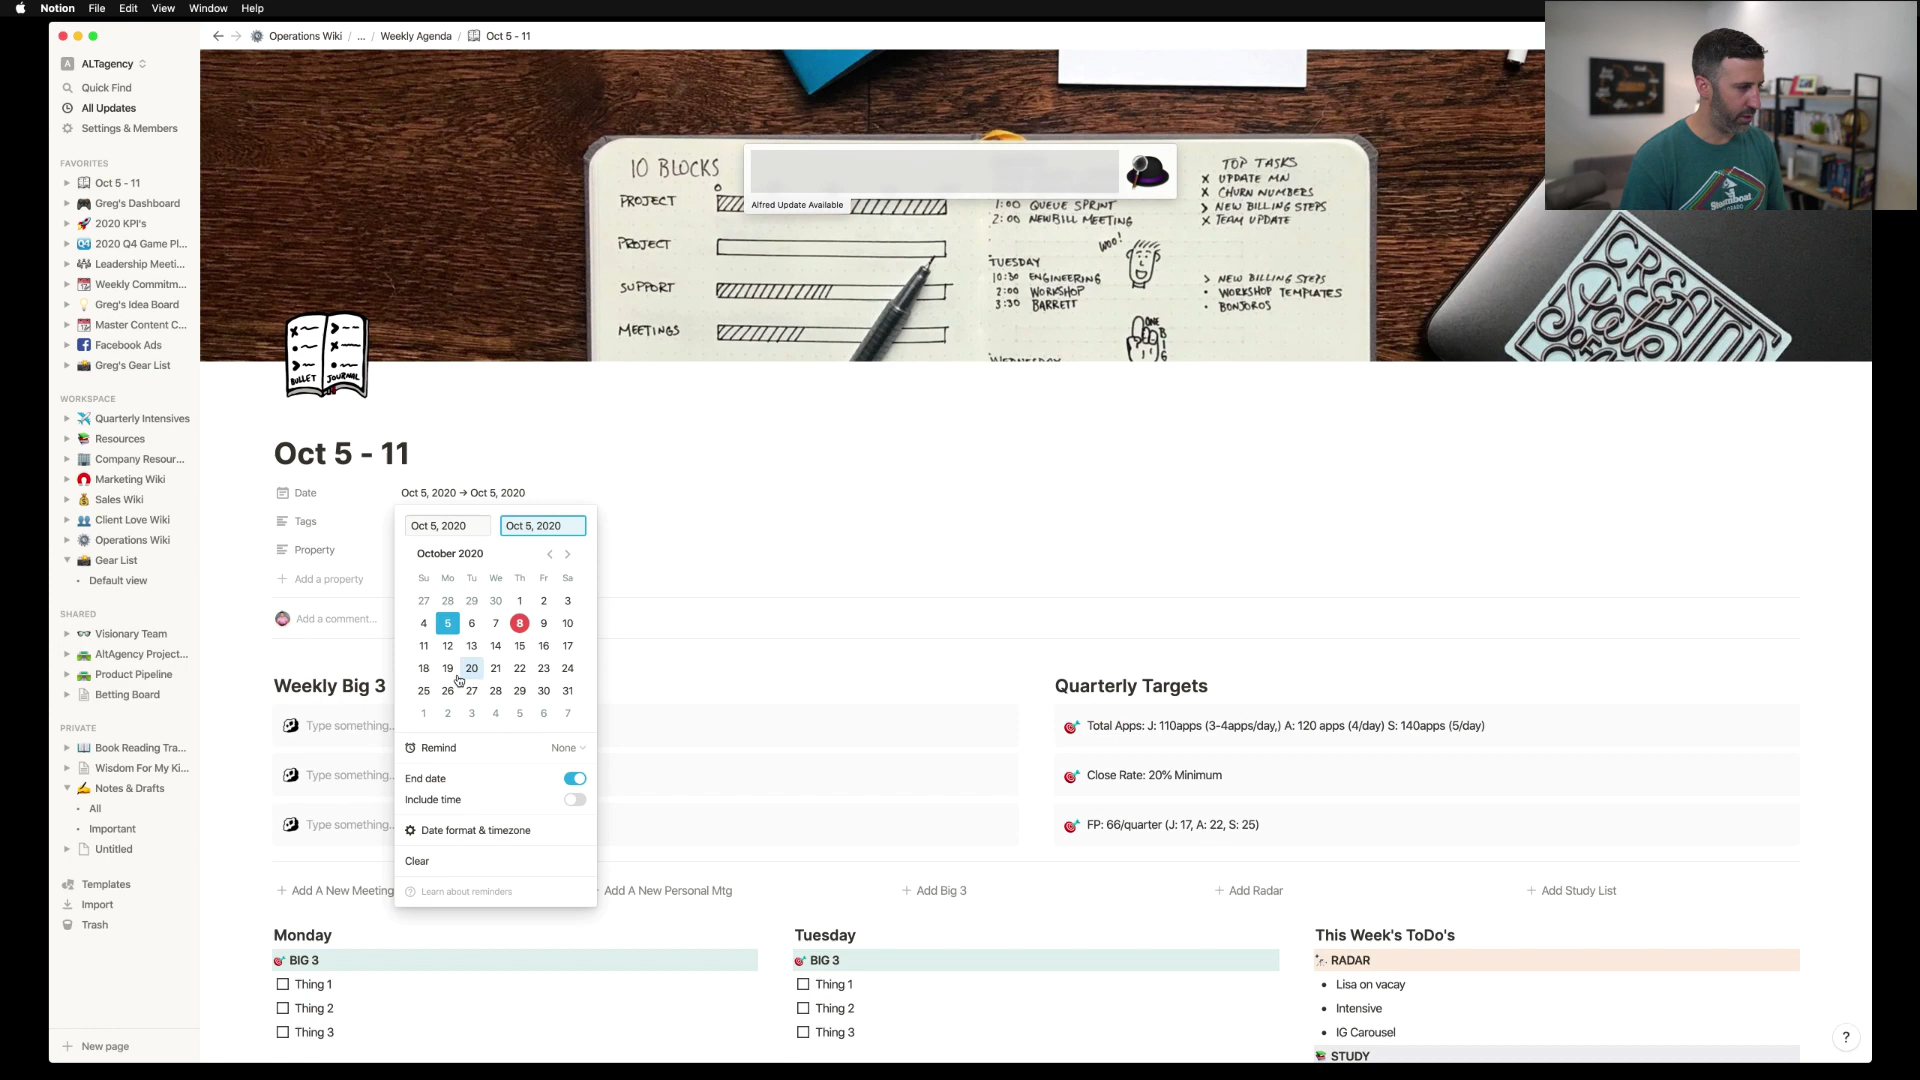 Notion File Edit View Window Help
Operations Wiki / ... / Weekly Agenda / Oct 5 - 11
A ALTagency
Quick Find
All Updates
Settings & Members
FAVORITES
Oct 5 - 11
Greg's Dashboard
2020 KPI's
Q4 2020 Q4 Game Pl...
Leadership Meeti...
Weekly Commitm...
Greg's Idea Board
Master Content C...
Facebook Ads
Greg's Gear List
WORKSPACE
Quarterly Intensives
Resources
Company Resour...
Marketing Wiki
Sales Wiki
Client Love Wiki
Operations Wiki
Gear List
Default view
SHARED
Visionary Team
AltAgency Project...
Product Pipeline
Betting Board
PRIVATE
Book Reading Tra...
Wisdom For My Ki...
Notes & Drafts
All
Important
Untitled
Templates
Import
Trash
New page
10 BLOCKS
PROJECT
PROJECT
SUPPORT
MEETINGS
Alfred Update Available
1:00 QUEUE SPRINT
2:00 NEWBILL MEETING
TUESDAY
10:30 ENGINEERING
2:00 WORKSHOP
3:30 BARRETT
WOO!
WEDNESDAY
TOP TASKS
X UPDATE MN
X CHURN NUMBERS
> NEW BILLING STEPS
X TEAM UPDATE
> NEW BILLING STEPS
• WORKSHOP TEMPLATES
• BONJOROS
ONE
BIG
CREATING
Steamboat
COLORADO
BULLET JOURNAL
Oct 5 - 11
Date Oct 5, 2020 → Oct 5, 2020
Tags
Property
+ Add a property
Add a comment...
Oct 5, 2020 Oct 5, 2020
October 2020
Su Mo Tu We Th Fr Sa
27 28 29 30 1 2 3
4 5 6 7 8 9 10
11 12 13 14 15 16 17
18 19 20 21 22 23 24
25 26 27 28 29 30 31
1 2 3 4 5 6 7
Remind None
End date
Include time
Date format & timezone
Clear
Learn about reminders
Weekly Big 3
Type something..
Type something..
Type something..
Quarterly Targets
Total Apps: J: 110apps (3-4apps/day,) A: 120 apps (4/day) S: 140apps (5/day)
Close Rate: 20% Minimum
FP: 66/quarter (J: 17, A: 22, S: 25)
+ Add A New Meeting
Add A New Personal Mtg
+ Add Big 3
+ Add Radar
+ Add Study List
Monday
BIG 3
Thing 1
Thing 2
Thing 3
Tuesday
BIG 3
Thing 1
Thing 2
Thing 3
This Week's ToDo's
RADAR
• Lisa on vacay
• Intensive
• IG Carousel
STUDY
?